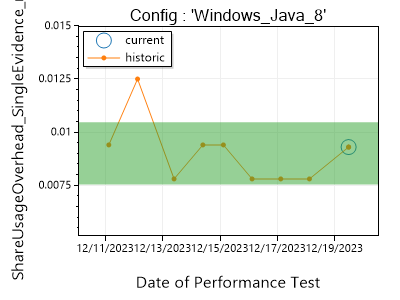 Config : 'Windows_Java_8'
ShareUsageOverhead_SingleEvidence_
0.015
0.0125
0.01
0.0075
current
historic
12/11/2023 12/13/2023 12/15/2023 12/17/2023 12/19/2023
Date of Performance Test